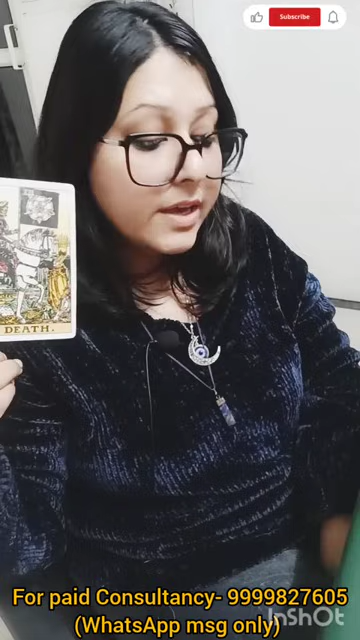 Subscribe
DEATH.
For paid Consultancy- 9999827605
(WhatsApp msg only)
InShOt